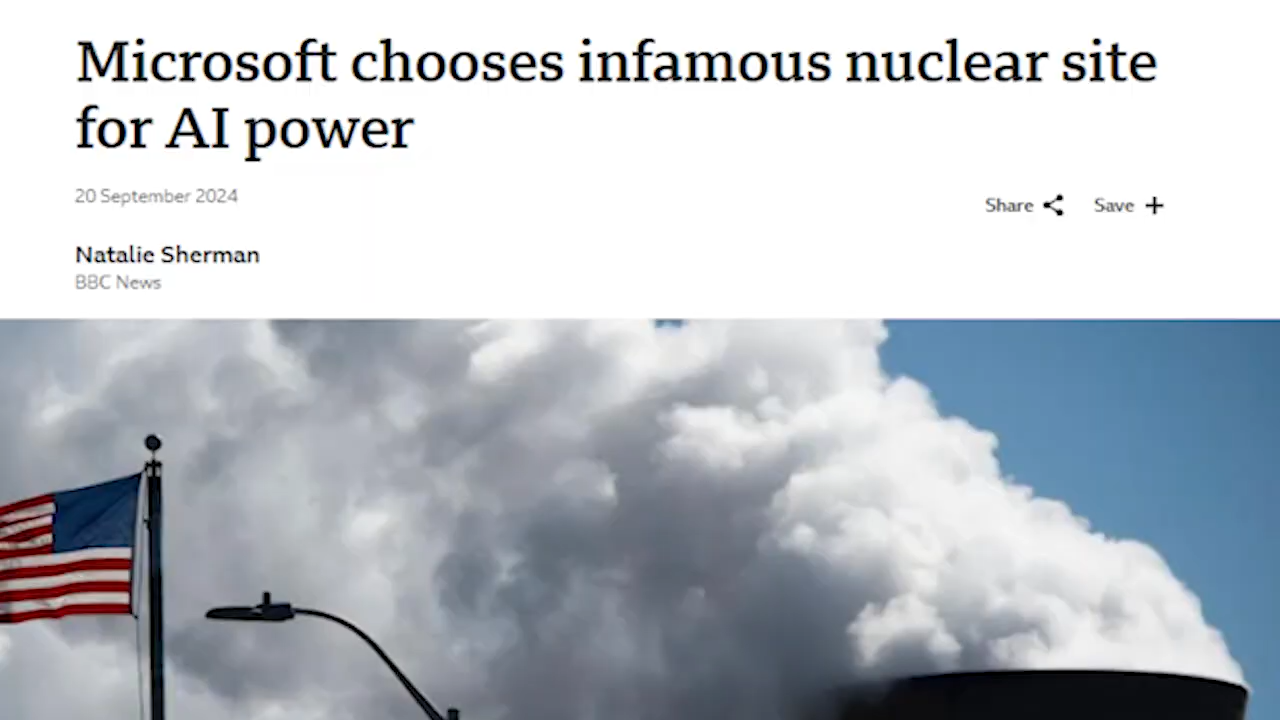 Microsoft chooses infamous nuclear site
for AI power
20 September 2024
Share
Save
Natalie Sherman
BBC News